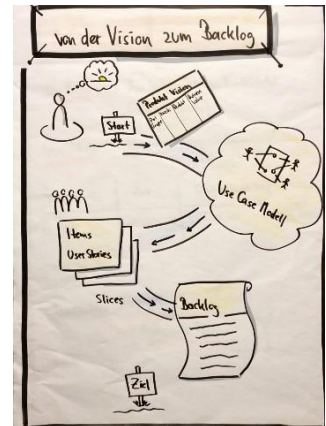 von der Vision zum Backlog
Start
Produkt Vision
Use Case Modell
Items
User Stories
Slices
Backlog
Ziel